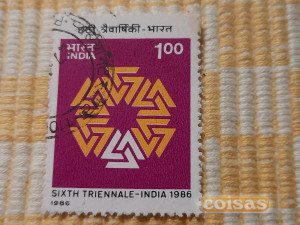 छठी त्रैवार्षिकी-भारत
भारत 1.00
INDIA
SIXTH TRIENNALE-INDIA 1986
1986
coisas